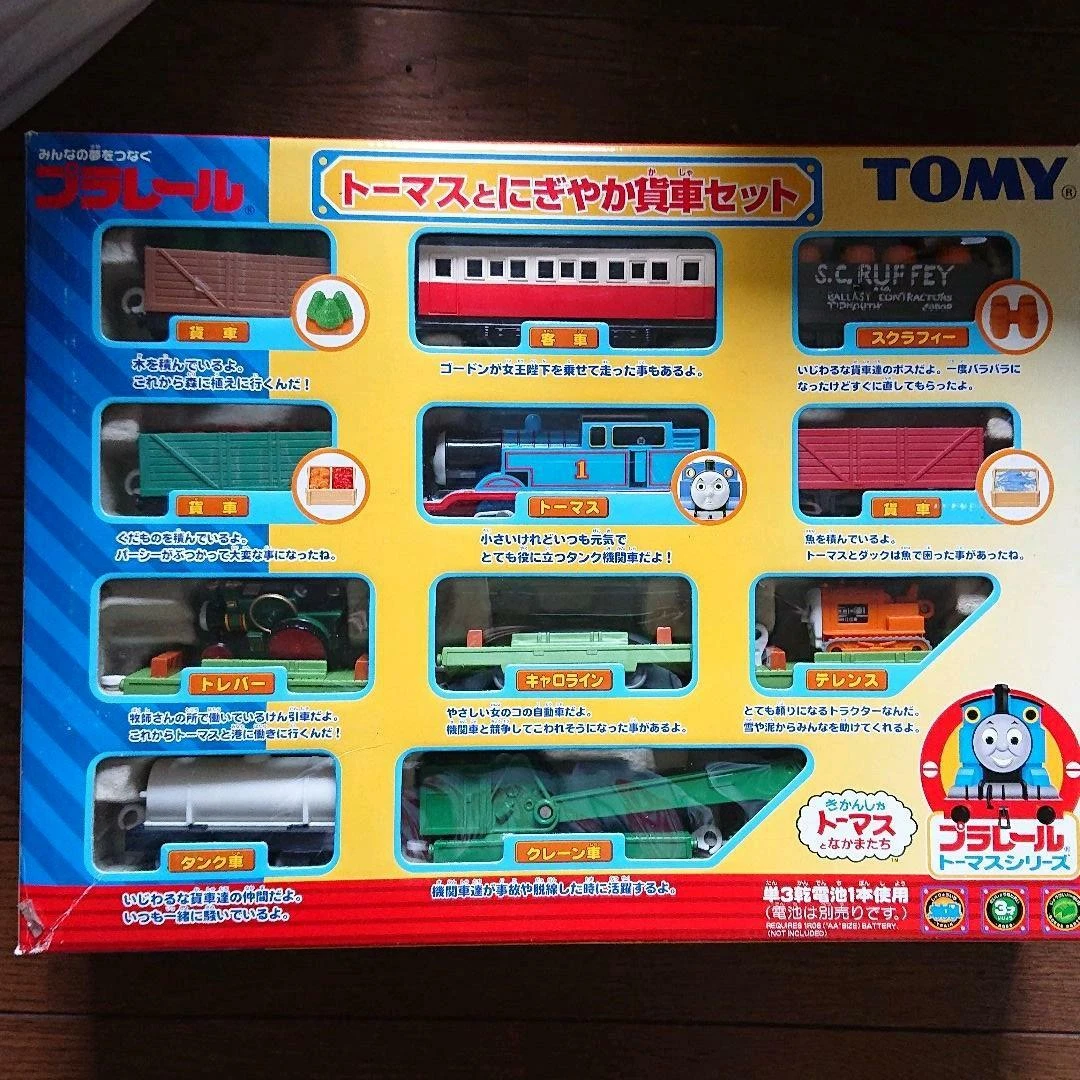 みんなの夢をつなぐ
プラレール®
トーマスとにぎやか貨車セット
TOMY®
貨車
木を積んでいるよ。
これから森に植えに行くんだ!
客車
ゴードンが女王陛下を乗せて走った事もあるよ。
S.C.RUFFEY
& CO.
BALLAST CONTRACTORS
TIDMOUTH
スクラフィー
いじわるな貨車達のボスだよ。一度バラバラに
なったけどすぐに直してもらったよ。
貨車
くだものを積んでいるよ。
パーシーがぶつかって大変な事になったね。
1
トーマス
小さいけれどいつも元気で
とても役に立つタンク機関車だよ!
貨車
魚を積んでいるよ。
トーマスとダックは魚で困った事があったね。
トレバー
牧師さんの所で働いているけん引車だよ。
これからトーマスと港に働きに行くんだ!
キャロライン
やさしい女のコの自動車だよ。
機関車と競争してこわれそうになった事があるよ。
テレンス
とても頼りになるトラクターなんだ。
雪や泥からみんなを助けてくれるよ。
タンク車
いじわるな貨車達の仲間だよ。
いつも一緒に騒いでいるよ。
クレーン車
機関車達が事故や脱線した時に活躍するよ。
きかんしゃ
トーマス
となかまたち
TM
プラレール®
トーマスシリーズ
単3乾電池1本使用
(電池は別売りです。)
REQUIRES 1R06 ("AA"SIZE) BATTERY.
(NOT INCLUDED)